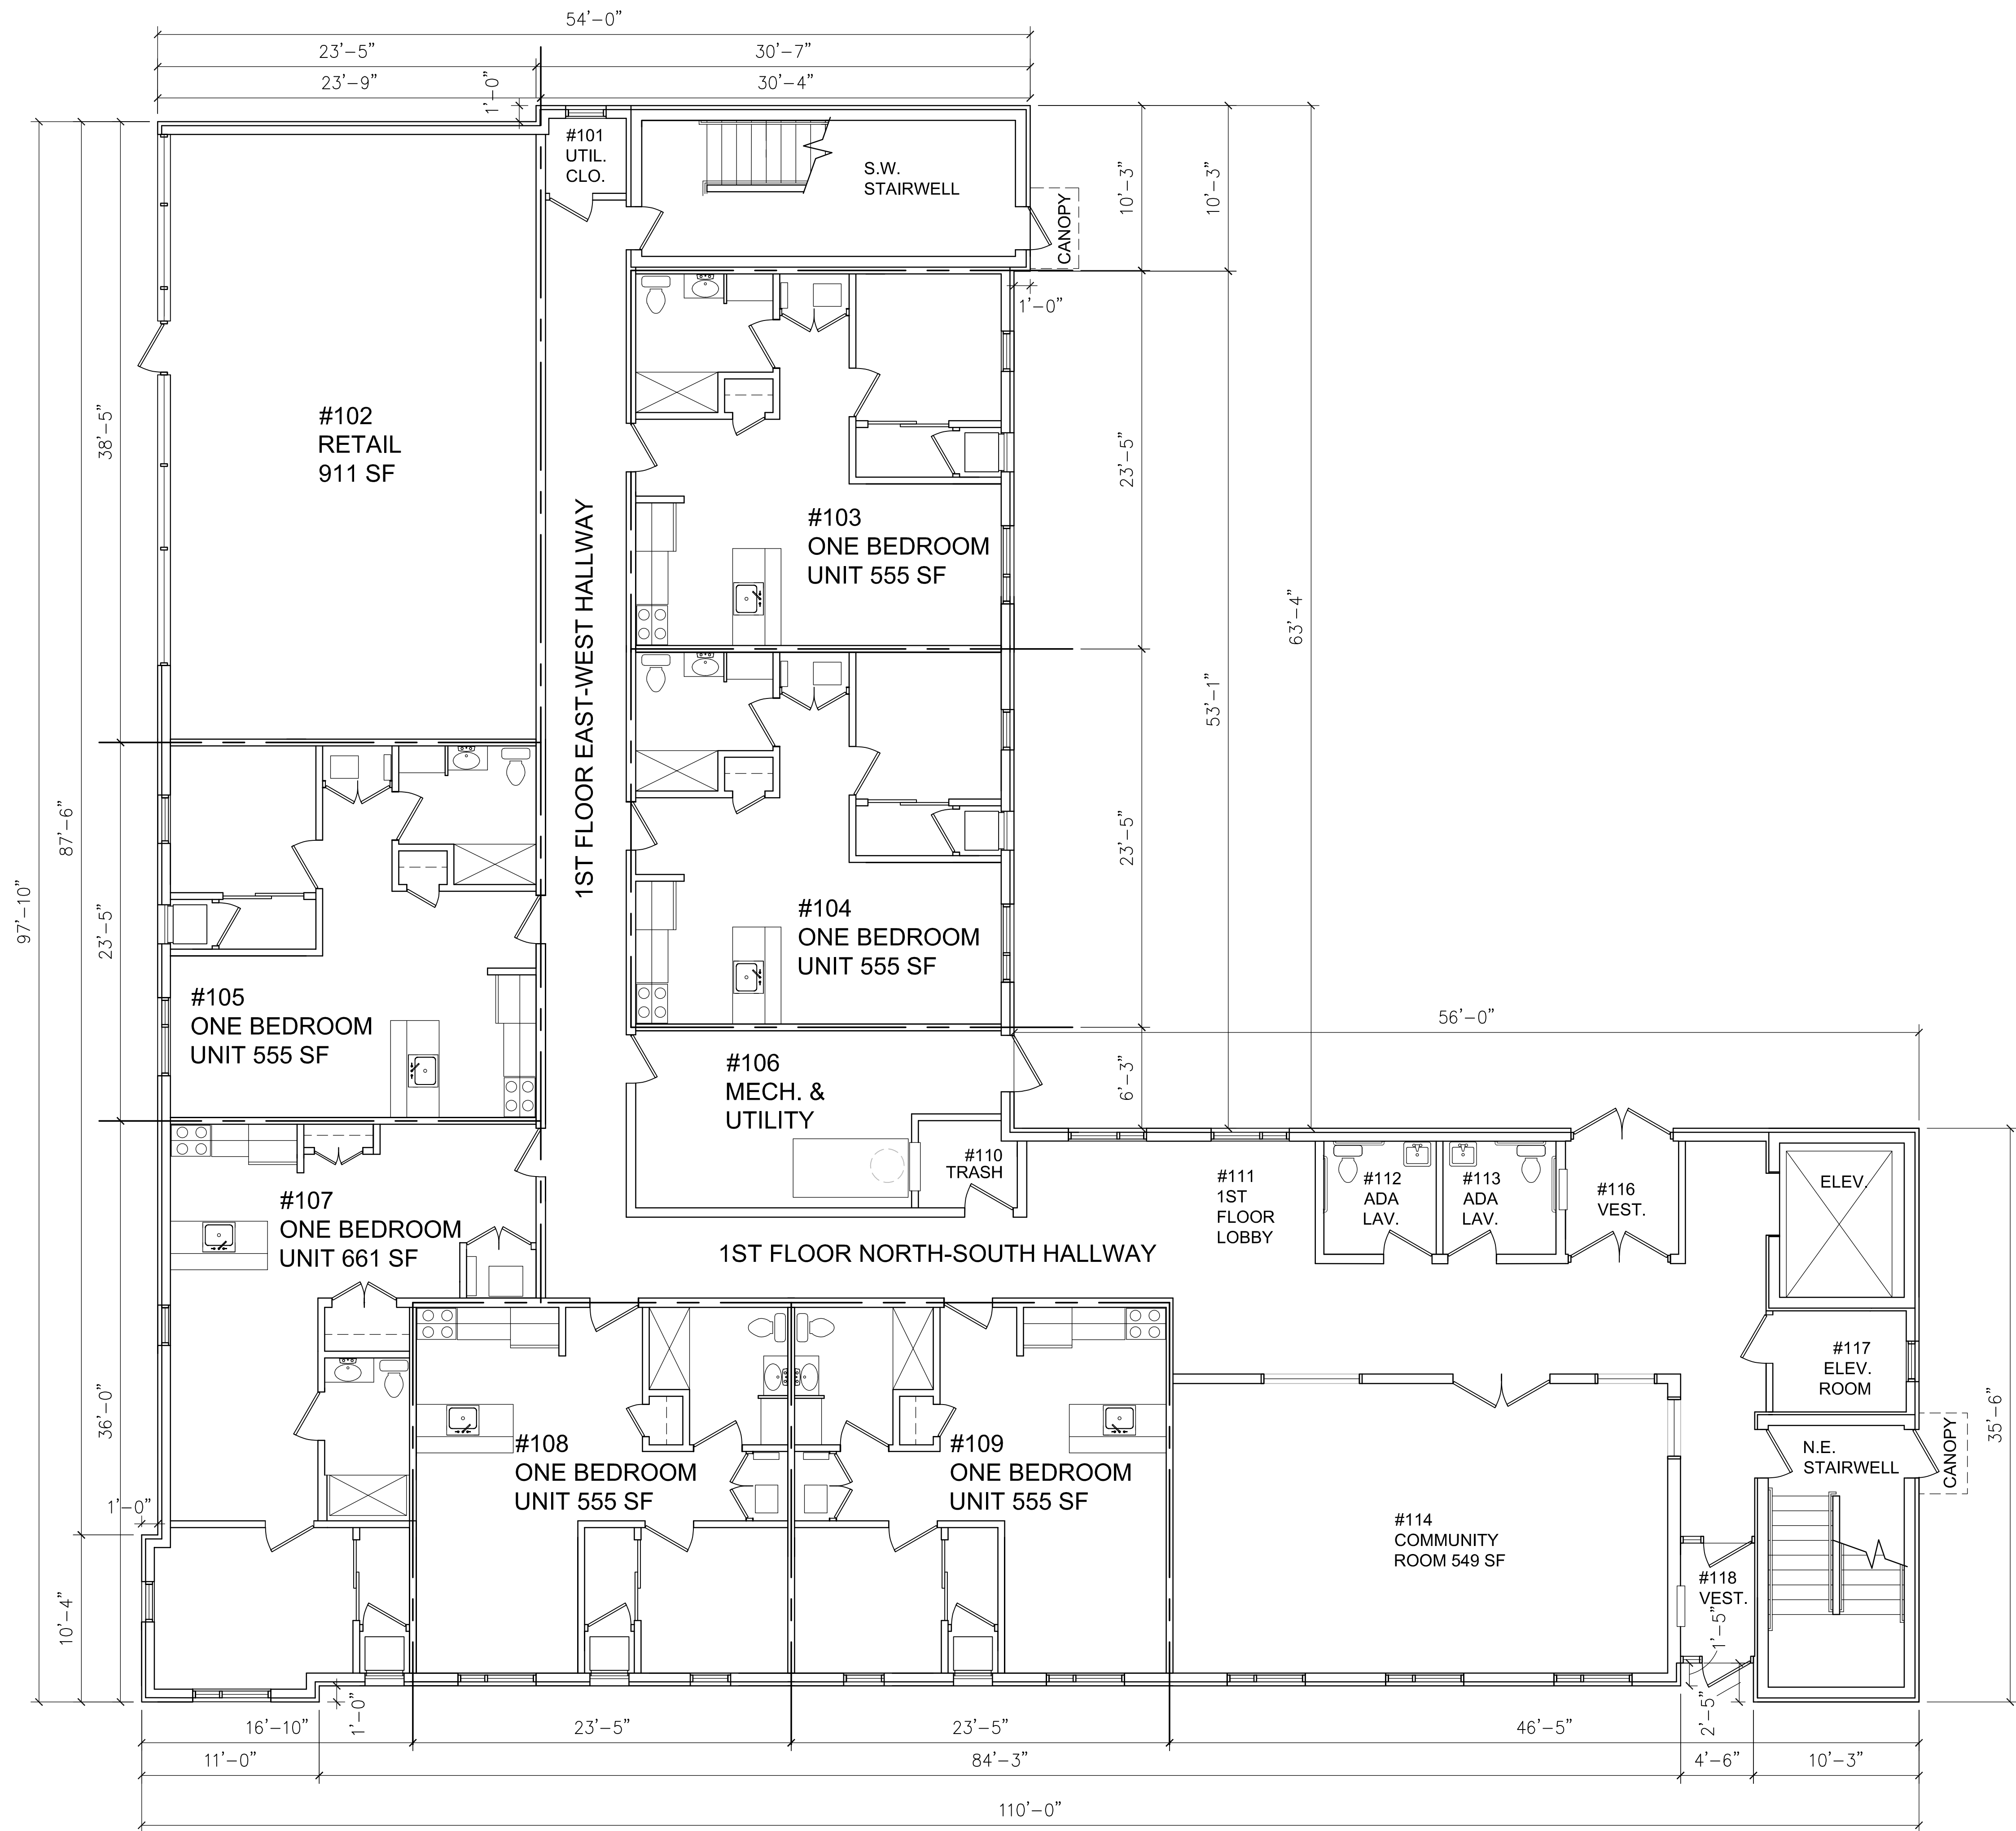 54'-0"
23'-5"
30'-7"
23'-9"
30'-4"
1'-0"
#101
UTIL.
CLO.
S.W.
STAIRWELL
CANOPY
10'-3"
10'-3"
1'-0"
38'-5"
#102
RETAIL
911 SF
23'-5"
#103
ONE BEDROOM
UNIT 555 SF
1ST FLOOR EAST-WEST HALLWAY
63'-4"
53'-1"
87'-6"
97'-10"
23'-5"
23'-5"
#104
ONE BEDROOM
UNIT 555 SF
#105
ONE BEDROOM
UNIT 555 SF
56'-0"
#106
MECH. &
UTILITY
6'-3"
#110
TRASH
#111
1ST
FLOOR
LOBBY
#112
ADA
LAV.
#113
ADA
LAV.
#116
VEST.
ELEV.
#107
ONE BEDROOM
UNIT 661 SF
1ST FLOOR NORTH-SOUTH HALLWAY
#117
ELEV.
ROOM
36'-0"
35'-6"
#108
ONE BEDROOM
UNIT 555 SF
#109
ONE BEDROOM
UNIT 555 SF
N.E.
STAIRWELL
CANOPY
1'-0"
#114
COMMUNITY
ROOM 549 SF
#118
VEST.
10'-4"
1'-5"
2'-5"
1'-0"
16'-10"
23'-5"
23'-5"
46'-5"
11'-0"
84'-3"
4'-6"
10'-3"
110'-0"